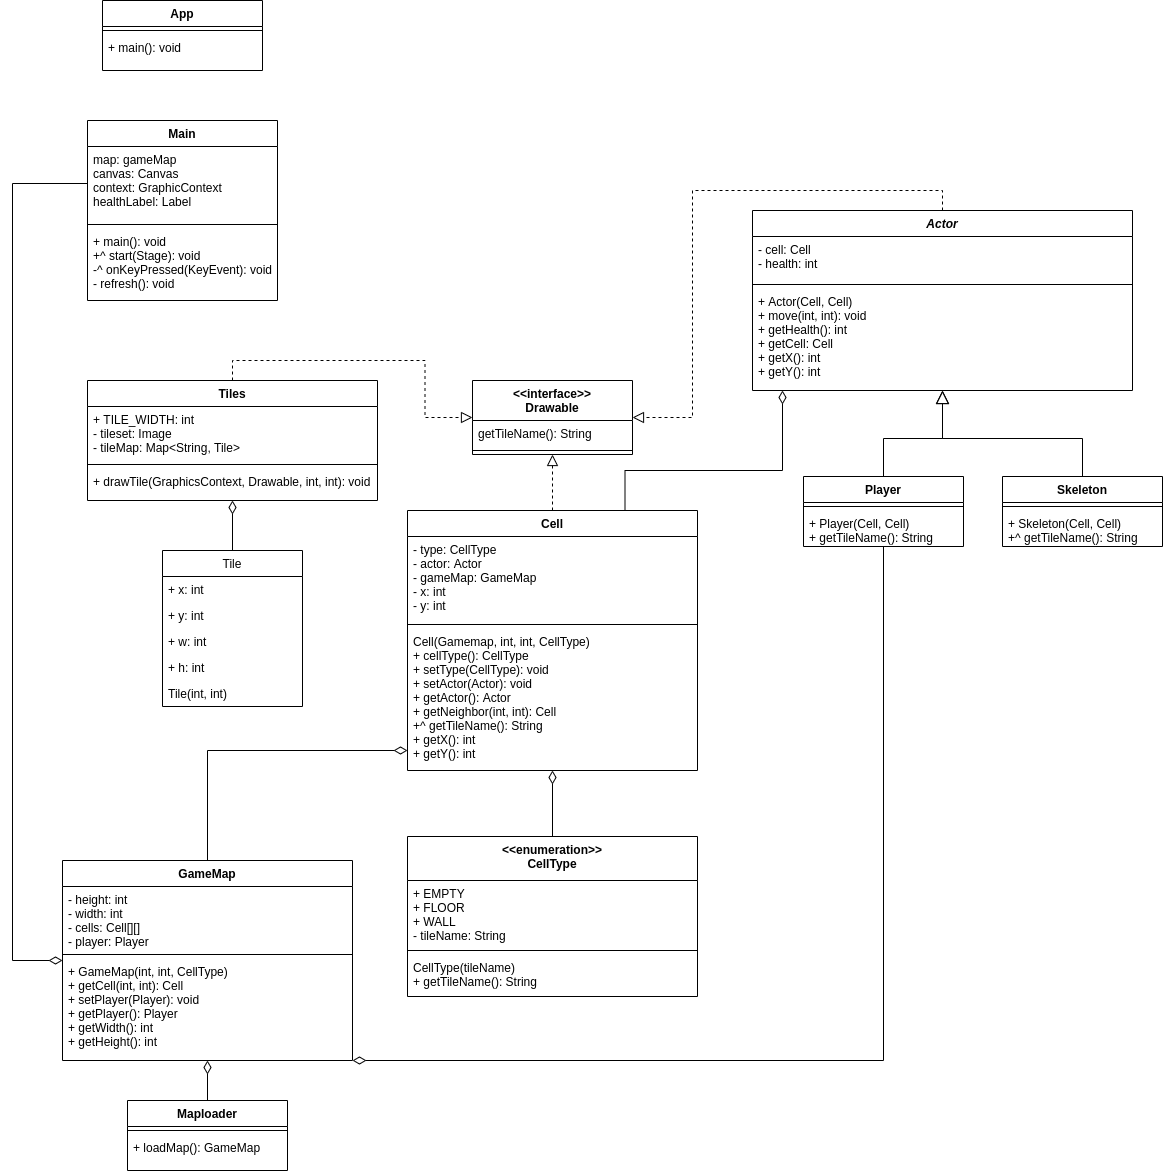 App
+ main(): void
Main
map: gameMap
canvas: Canvas
context: GraphicContext
healthLabel: Label
+ main(): void
+^ start(Stage): void
-^ onKeyPressed(KeyEvent): void
- refresh(): void
Actor
- cell: Cell
- health: int
+ Actor(Cell, Cell)
+ move(int, int): void
+ getHealth(): int
+ getCell: Cell
+ getX(): int
+ getY(): int
Tiles
+ TILE_WIDTH: int
- tileset: Image
- tileMap: Map<String, Tile>
+ drawTile(GraphicsContext, Drawable, int, int): void
<<interface>>
Drawable
getTileName(): String
Player
+ Player(Cell, Cell)
+ getTileName(): String
Skeleton
+ Skeleton(Cell, Cell)
+^ getTileName(): String
Cell
- type: CellType
- actor: Actor
- gameMap: GameMap
- x: int
- y: int
Cell(Gamemap, int, int, CellType)
+ cellType(): CellType
+ setType(CellType): void
+ setActor(Actor): void
+ getActor(): Actor
+ getNeighbor(int, int): Cell
+^ getTileName(): String
+ getX(): int
+ getY(): int
Tile
+ x: int
+ y: int
+ w: int
+ h: int
Tile(int, int)
<<enumeration>>
CellType
+ EMPTY
+ FLOOR
+ WALL
- tileName: String
CellType(tileName)
+ getTileName(): String
GameMap
- height: int
- width: int
- cells: Cell[][]
- player: Player
+ GameMap(int, int, CellType)
+ getCell(int, int): Cell
+ setPlayer(Player): void
+ getPlayer(): Player
+ getWidth(): int
+ getHeight(): int
Maploader
+ loadMap(): GameMap